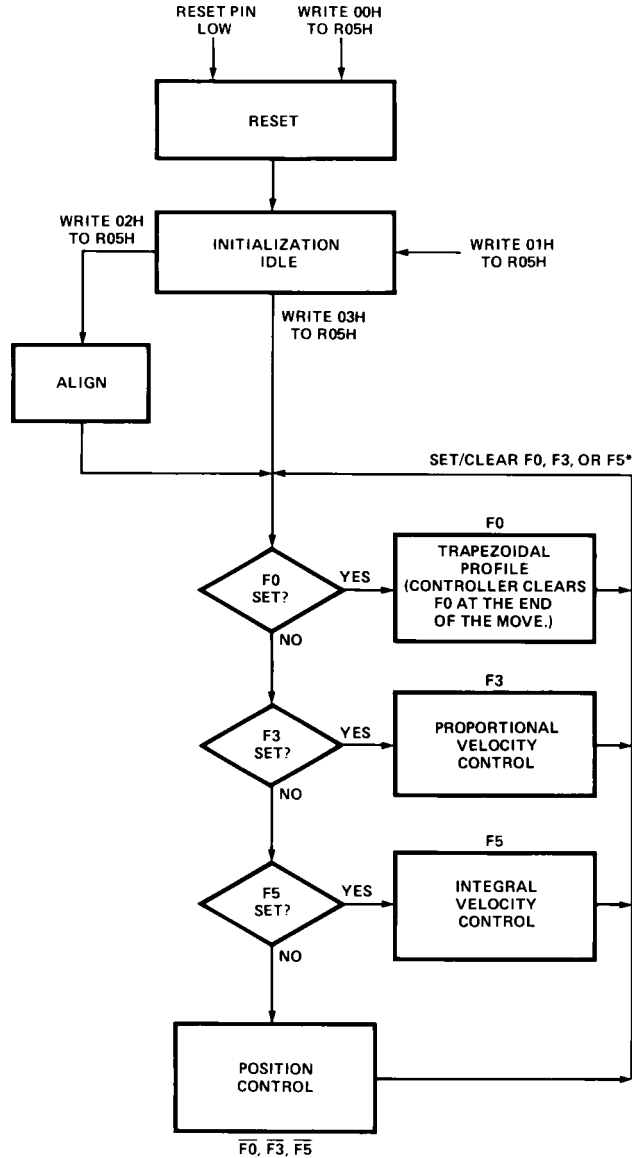 RESET PIN
LOW
WRITE 00H
TO R05H
RESET
WRITE 02H
TO R05H
INITIALIZATION
IDLE
WRITE 01H
TO R05H
WRITE 03H
TO R05H
ALIGN
SET/CLEAR F0, F3, OR F5*
F0
SET?
YES
NO
F0
TRAPEZOIDAL
PROFILE
(CONTROLLER CLEARS
F0 AT THE END
OF THE MOVE.)
F3
SET?
YES
NO
F3
PROPORTIONAL
VELOCITY
CONTROL
F5
SET?
YES
NO
F5
INTEGRAL
VELOCITY
CONTROL
POSITION
CONTROL
F̅0̅, F̅3̅, F̅5̅